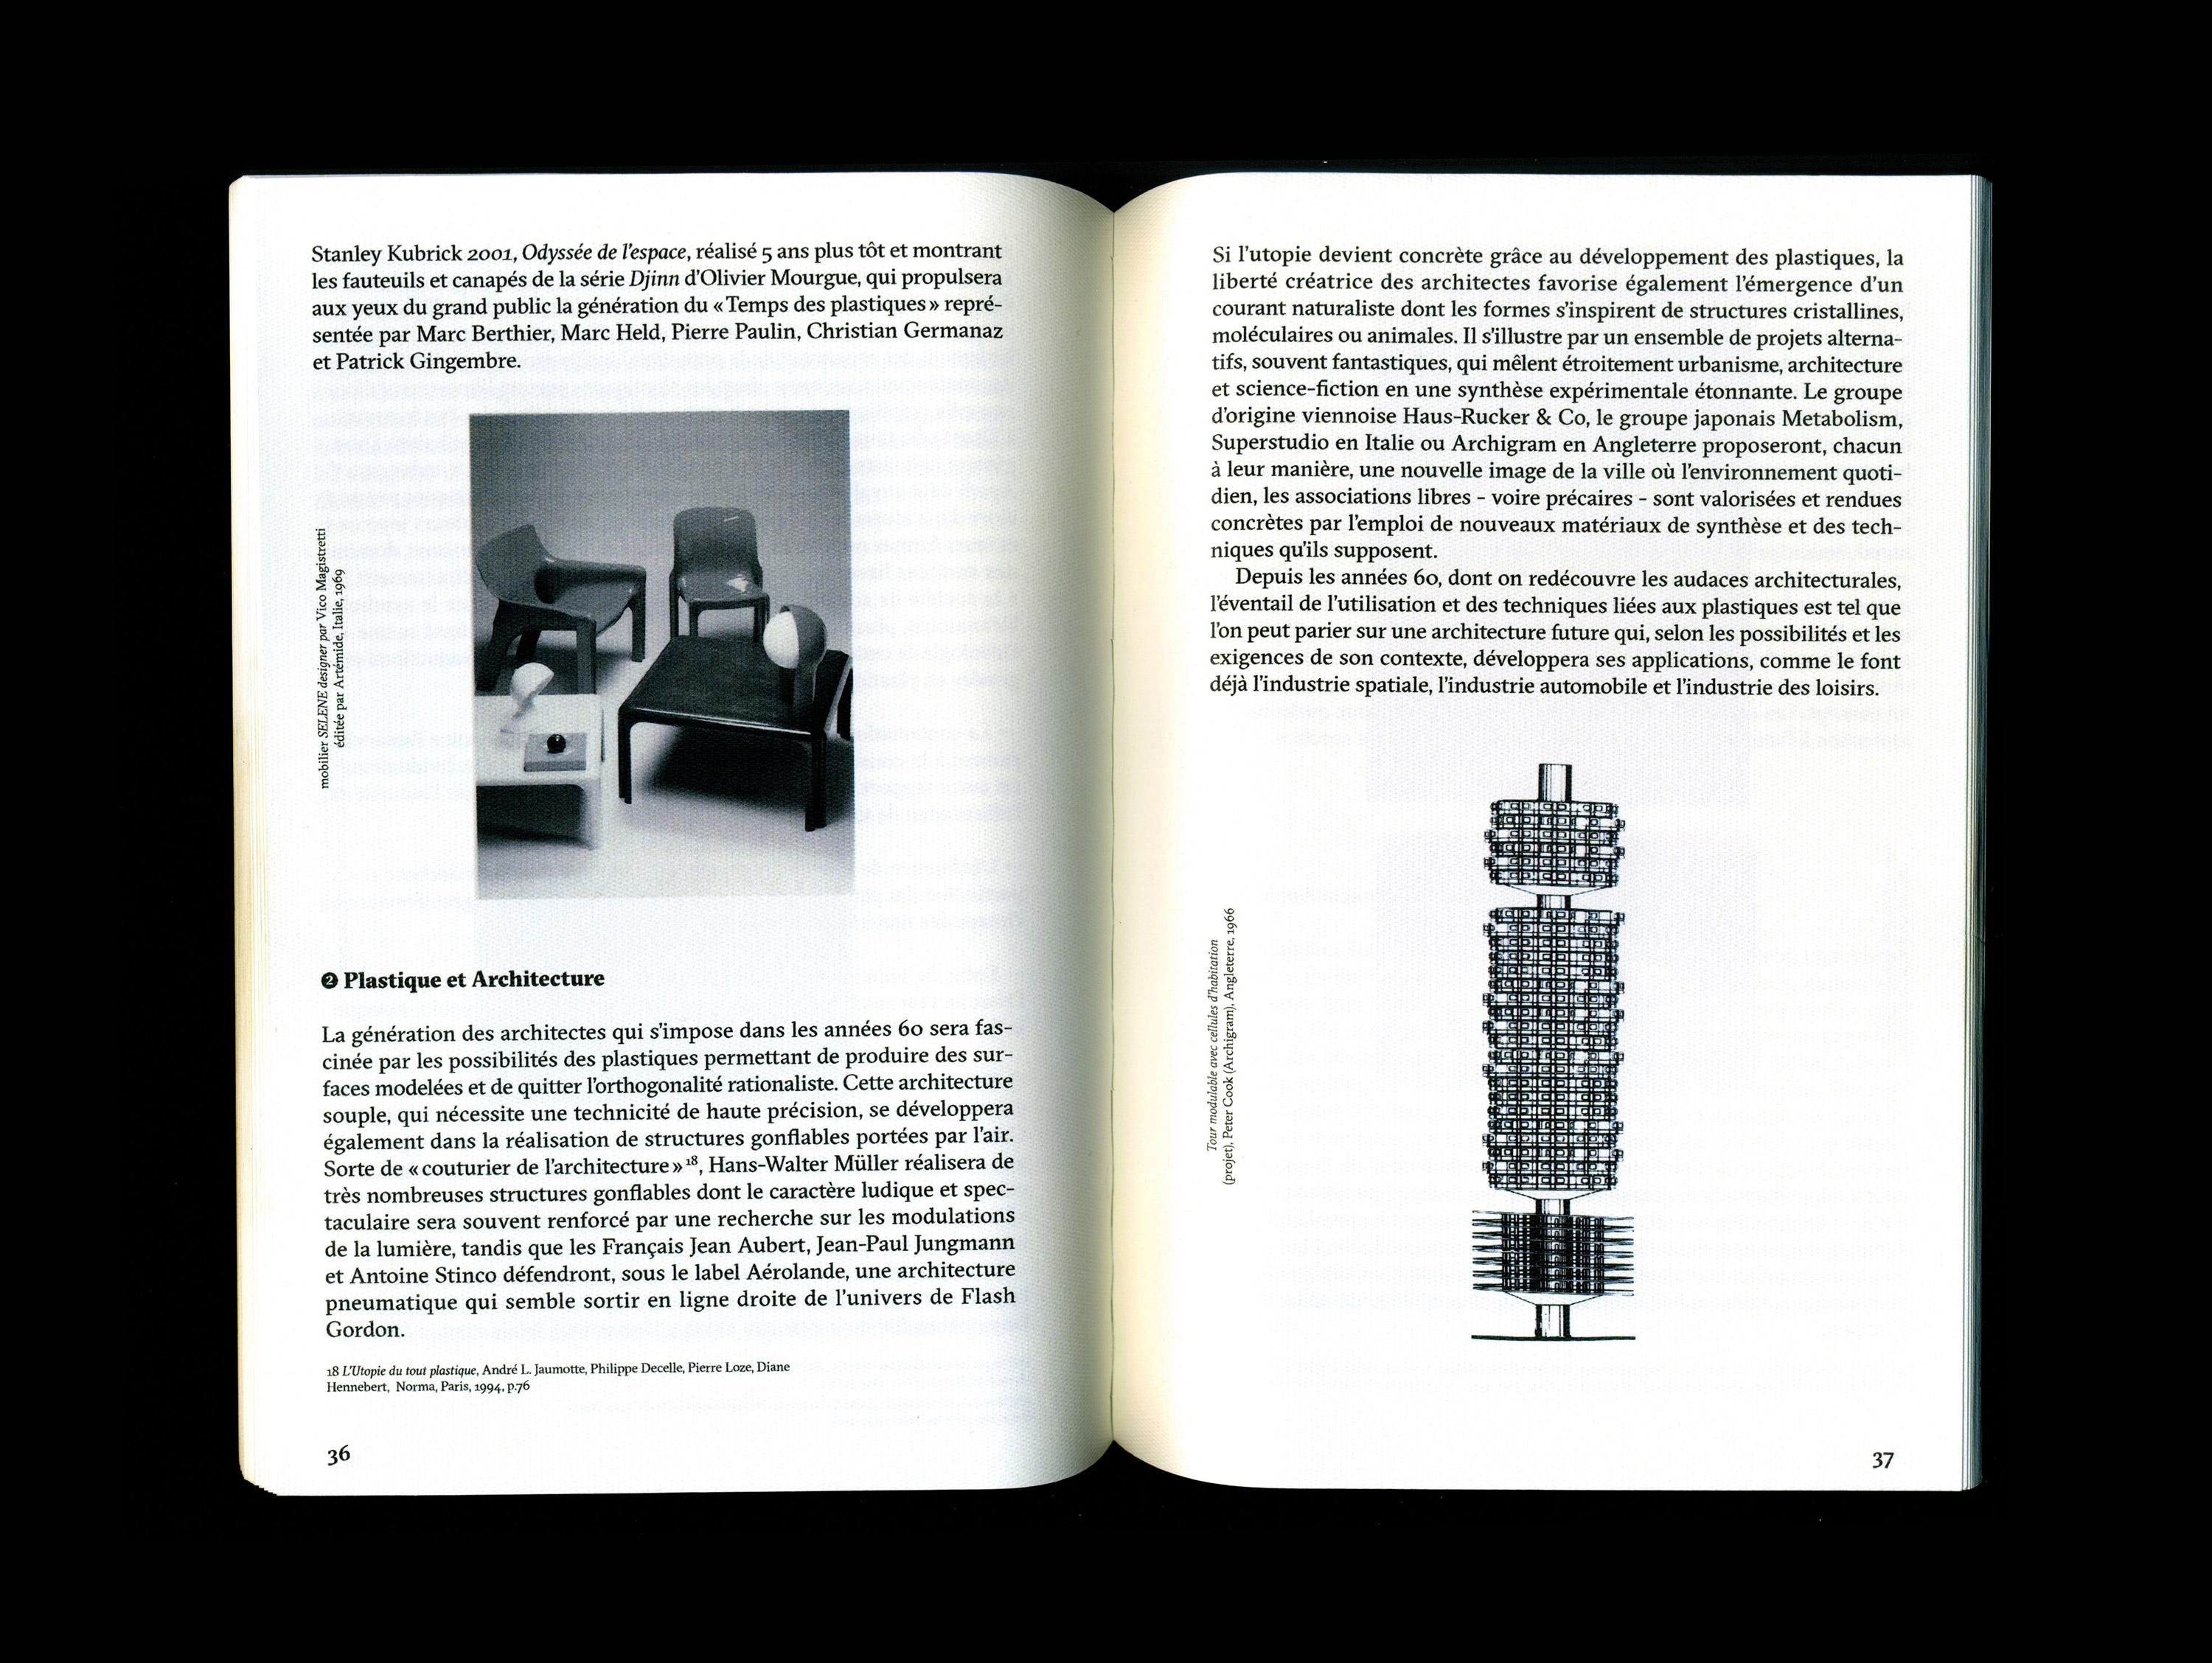 Stanley Kubrick 2001, Odyssée de l'espace, réalisé 5 ans plus tôt et montrant
les fauteuils et canapés de la série Djinn d'Olivier Mourgue, qui propulsera
aux yeux du grand public la génération du « Temps des plastiques » repré-
sentée par Marc Berthier, Marc Held, Pierre Paulin, Christian Germanaz
et Patrick Gingembre.
mobilier SELENE designer par Vico Magistretti
éditée par Artémide, Italie, 1969
❷ Plastique et Architecture
La génération des architectes qui s'impose dans les années 60 sera fas-
cinée par les possibilités des plastiques permettant de produire des sur-
faces modelées et de quitter l'orthogonalité rationaliste. Cette architecture
souple, qui nécessite une technicité de haute précision, se développera
également dans la réalisation de structures gonflables portées par l'air.
Sorte de « couturier de l'architecture » 18, Hans-Walter Müller réalisera de
très nombreuses structures gonflables dont le caractère ludique et spec-
taculaire sera souvent renforcé par une recherche sur les modulations
de la lumière, tandis que les Français Jean Aubert, Jean-Paul Jungmann
et Antoine Stinco défendront, sous le label Aérolande, une architecture
pneumatique qui semble sortir en ligne droite de l'univers de Flash
Gordon.
18 L'Utopie du tout plastique, André L. Jaumotte, Philippe Decelle, Pierre Loze, Diane
Hennebert, Norma, Paris, 1994, p.76
36
Si l'utopie devient concrète grâce au développement des plastiques, la
liberté créatrice des architectes favorise également l'émergence d'un
courant naturaliste dont les formes s'inspirent de structures cristallines,
moléculaires ou animales. Il s'illustre par un ensemble de projets alterna-
tifs, souvent fantastiques, qui mêlent étroitement urbanisme, architecture
et science-fiction en une synthèse expérimentale étonnante. Le groupe
d'origine viennoise Haus-Rucker & Co, le groupe japonais Metabolism,
Superstudio en Italie ou Archigram en Angleterre proposeront, chacun
à leur manière, une nouvelle image de la ville où l'environnement quoti-
dien, les associations libres - voire précaires - sont valorisées et rendues
concrètes par l'emploi de nouveaux matériaux de synthèse et des tech-
niques qu'ils supposent.
Depuis les années 60, dont on redécouvre les audaces architecturales,
l'éventail de l'utilisation et des techniques liées aux plastiques est tel que
l'on peut parier sur une architecture future qui, selon les possibilités et les
exigences de son contexte, développera ses applications, comme le font
déjà l'industrie spatiale, l'industrie automobile et l'industrie des loisirs.
Tour modulable avec cellules d'habitation
(projet), Peter Cook (Archigram), Angleterre, 1966
37